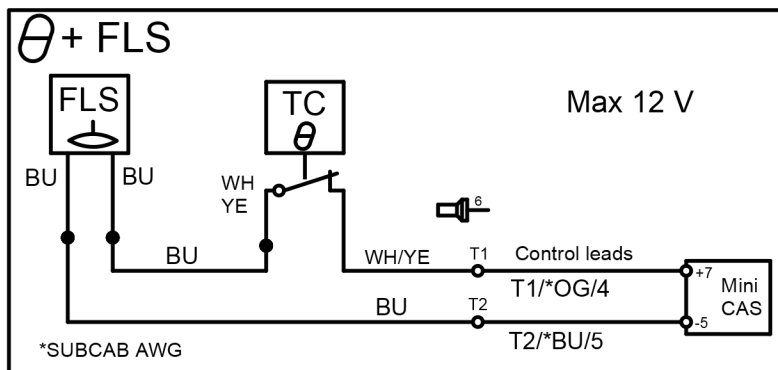 θ + FLS
FLS
TC
θ
Max 12 V
BU
BU
WH
YE
6
BU
WH/YE
T1
Control leads
+7
T1/*OG/4
Mini
CAS
BU
T2
-5
T2/*BU/5
*SUBCAB AWG